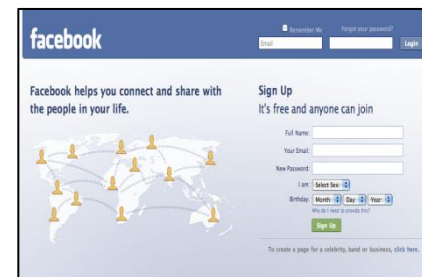 facebook
Remember Me Forgot your password?
Email
Login
Facebook helps you connect and share with
the people in your life.
Sign Up
It's free and anyone can join
Full Name:
Your Email:
New Password:
I am: Select Sex:
Birthday: Month: Day: Year:
Why do I need to provide this?
Sign Up
To create a page for a celebrity, band or business, click here.